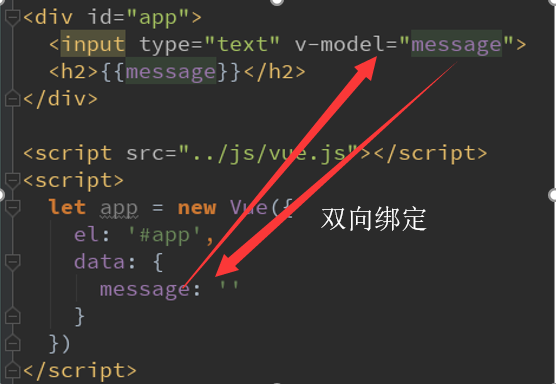 <div id="app">
<input type="text" v-model="message">
<h2>{{message}}</h2>
</div>
<script src="../js/vue.js"></script>
<script>
let app = new Vue({
el: '#app',
双向绑定
data: {
message: ''
}
})
</script>